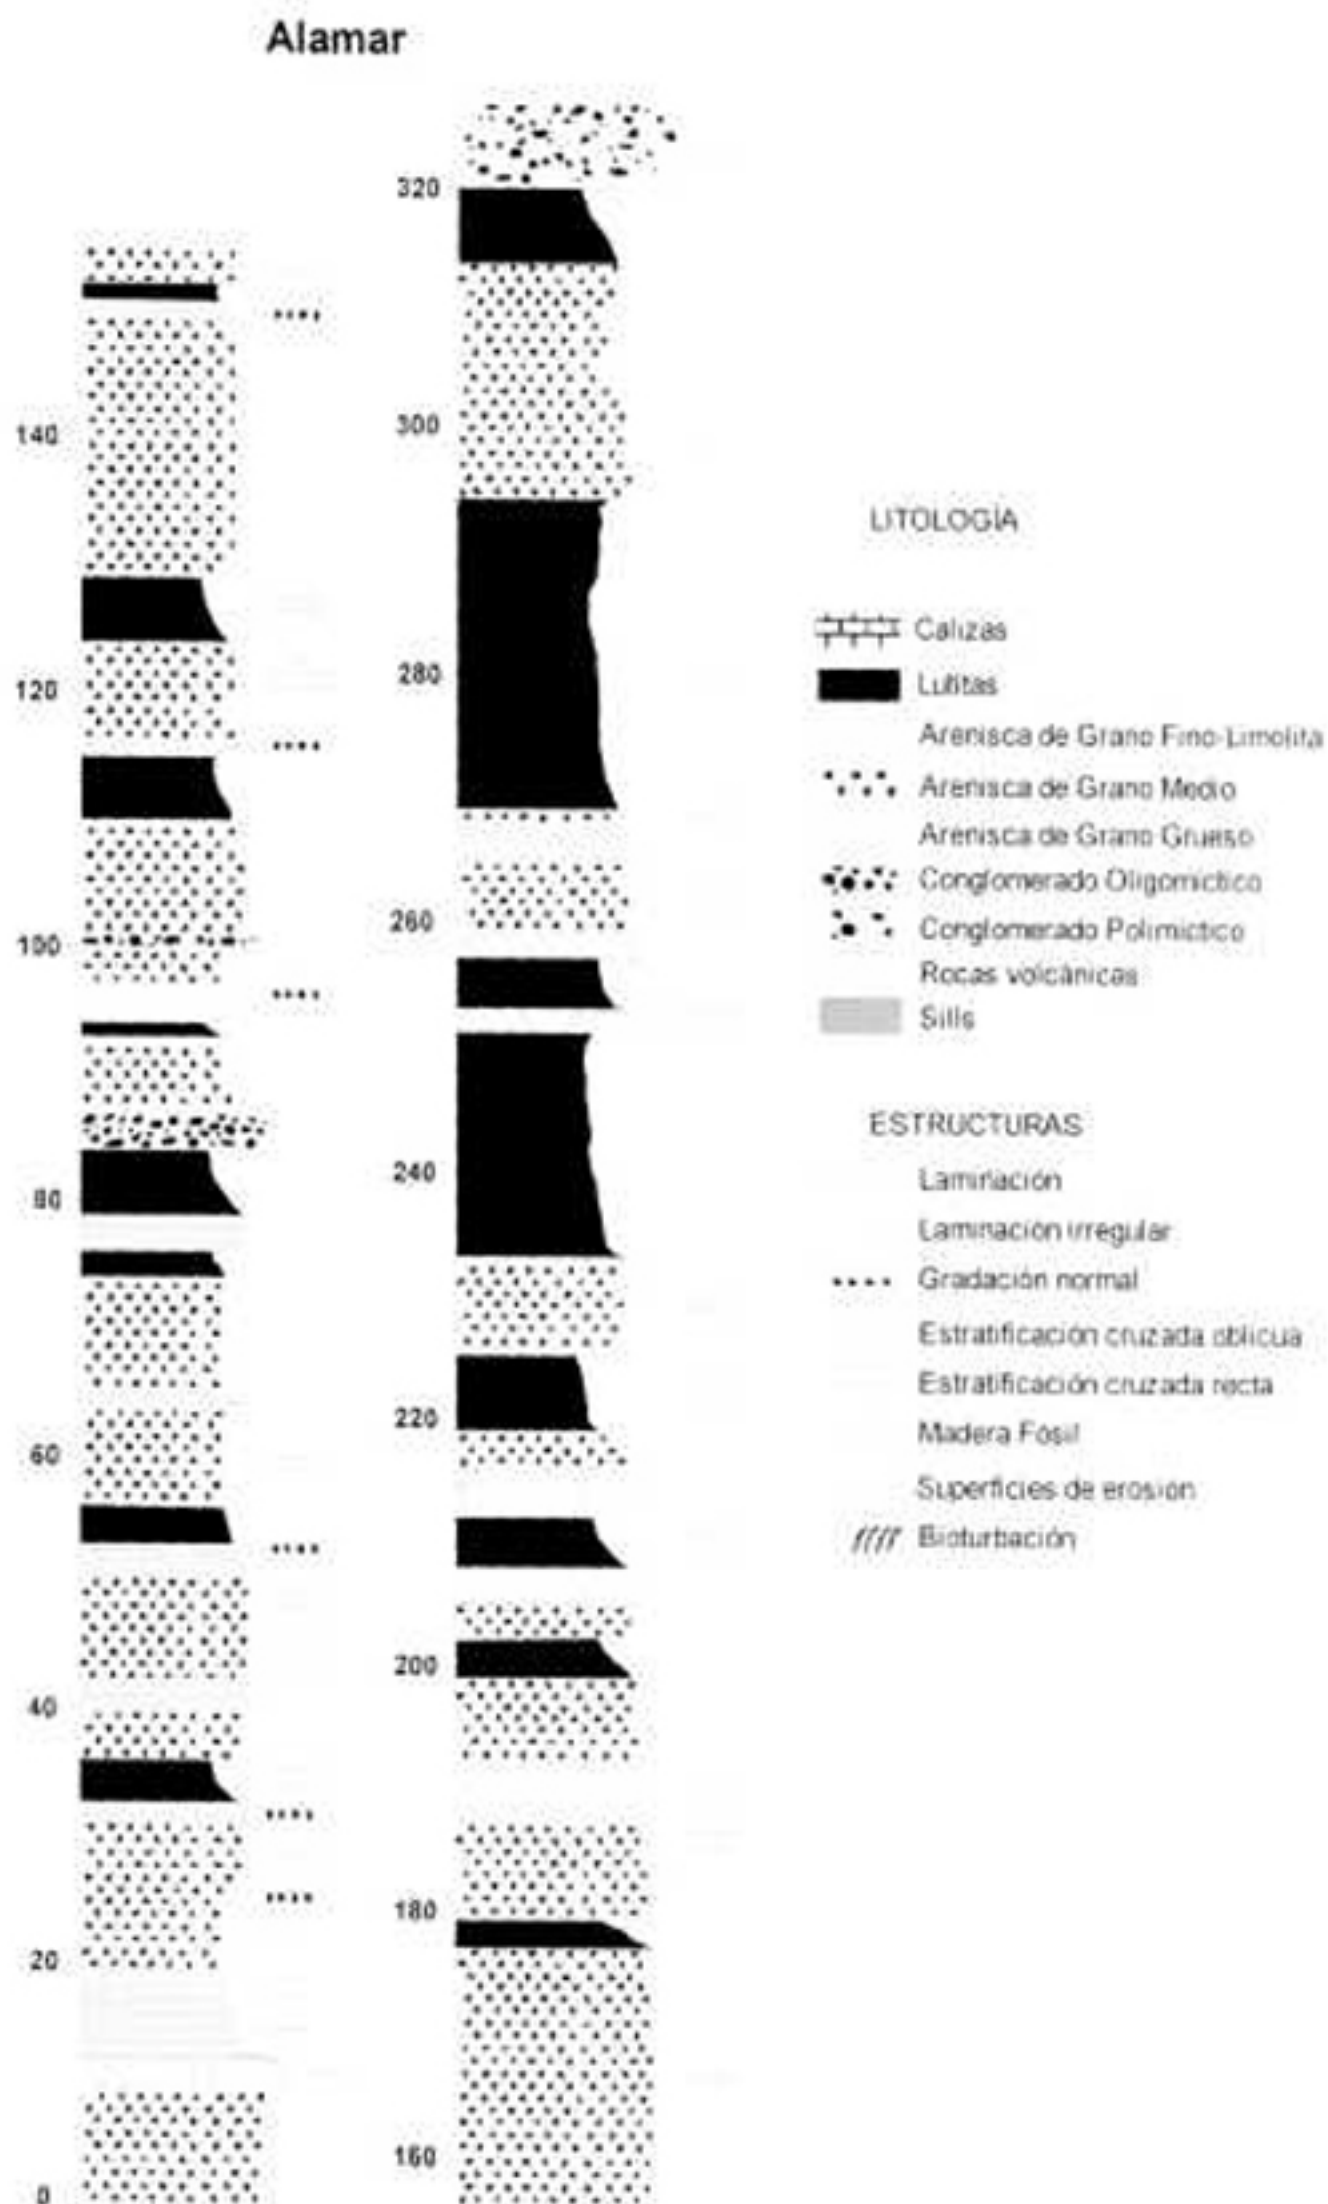 Alamar
140
120
100
80
60
40
20
0
320
300
280
260
240
220
200
180
160
LITOLOGÍA
Calizas
Lutitas
Arenisca de Grano Fino-Limolita
Arenisca de Grano Medio
Arenisca de Grano Grueso
Conglomerado Oligomictico
Conglomerado Polimictico
Rocas volcánicas
Sills
ESTRUCTURAS
Laminación
Laminación irregular
Gradación normal
Estratificación cruzada oblicua
Estratificación cruzada recta
Madera Fósil
Superficies de erosión
Bioturbación